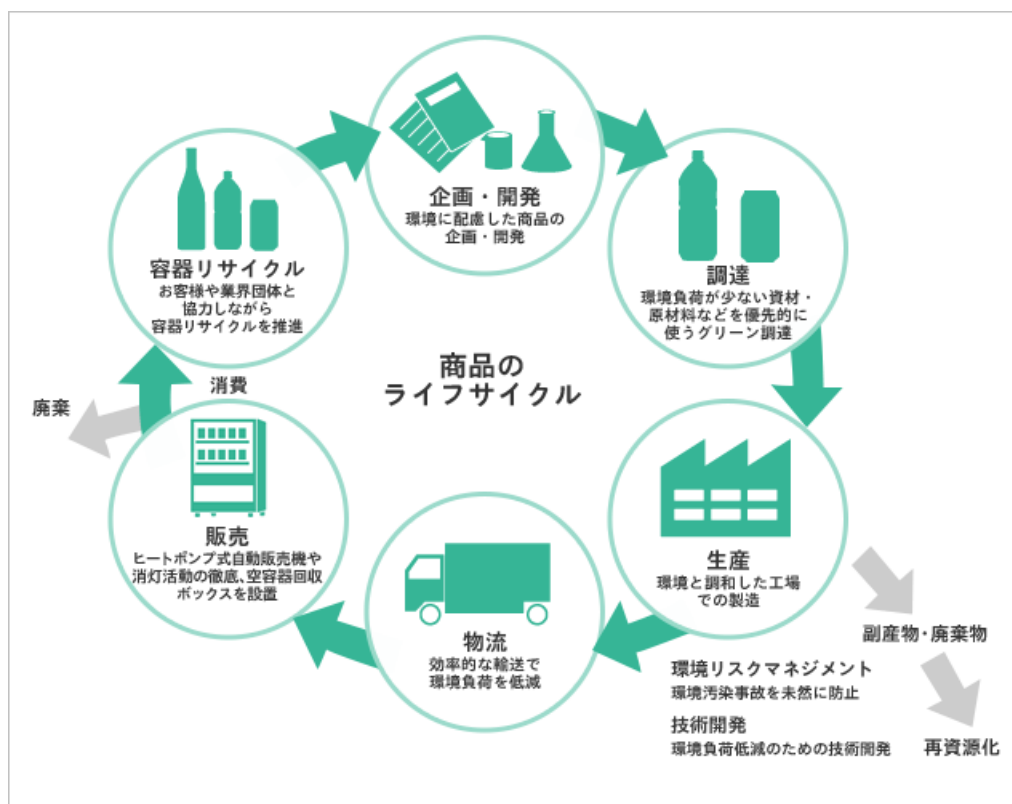 企画・開発
環境に配慮した商品の
企画・開発
調達
環境負荷が少ない資材・
原材料などを優先的に
使うグリーン調達
容器リサイクル
お客様や業界団体と
協力しながら
容器リサイクルを推進
商品の
ライフサイクル
消費
廃棄
販売
ヒートポンプ式自動販売機や
消灯活動の徹底、空容器回収
ボックスを設置
物流
効率的な輸送で
環境負荷を低減
生産
環境と調和した工場
での製造
副産物・廃棄物
再資源化
環境リスクマネジメント
環境汚染事故を未然に防止
技術開発
環境負荷低減のための技術開発